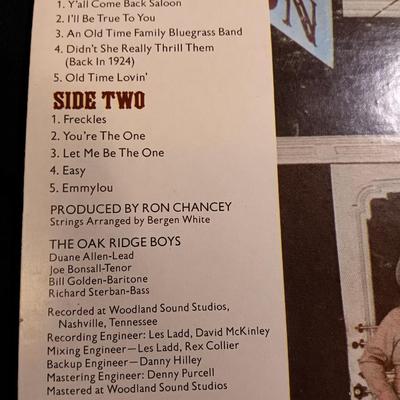 1. Y'all Come Back Saloon
2. I'll Be True To You
3. An Old Time Family Bluegrass Band
4. Didn't She Really Thrill Them
(Back In 1924)
5. Old Time Lovin'
SIDE TWO
1. Freckles
2. You're The One
3. Let Me Be The One
4. Easy
5. Emmylou
PRODUCED BY RON CHANCEY
Strings Arranged by Bergen White
THE OAK RIDGE BOYS
Duane Allen-Lead
Joe Bonsall-Tenor
Bill Golden-Baritone
Richard Sterban-Bass
Recorded at Woodland Sound Studios,
Nashville, Tennessee
Recording Engineer: Les Ladd, David McKinley
Mixing Engineer—Les Ladd, Rex Collier
Backup Engineer—Danny Hilley
Mastering Engineer: Denny Purcell
Mastered at Woodland Sound Studios